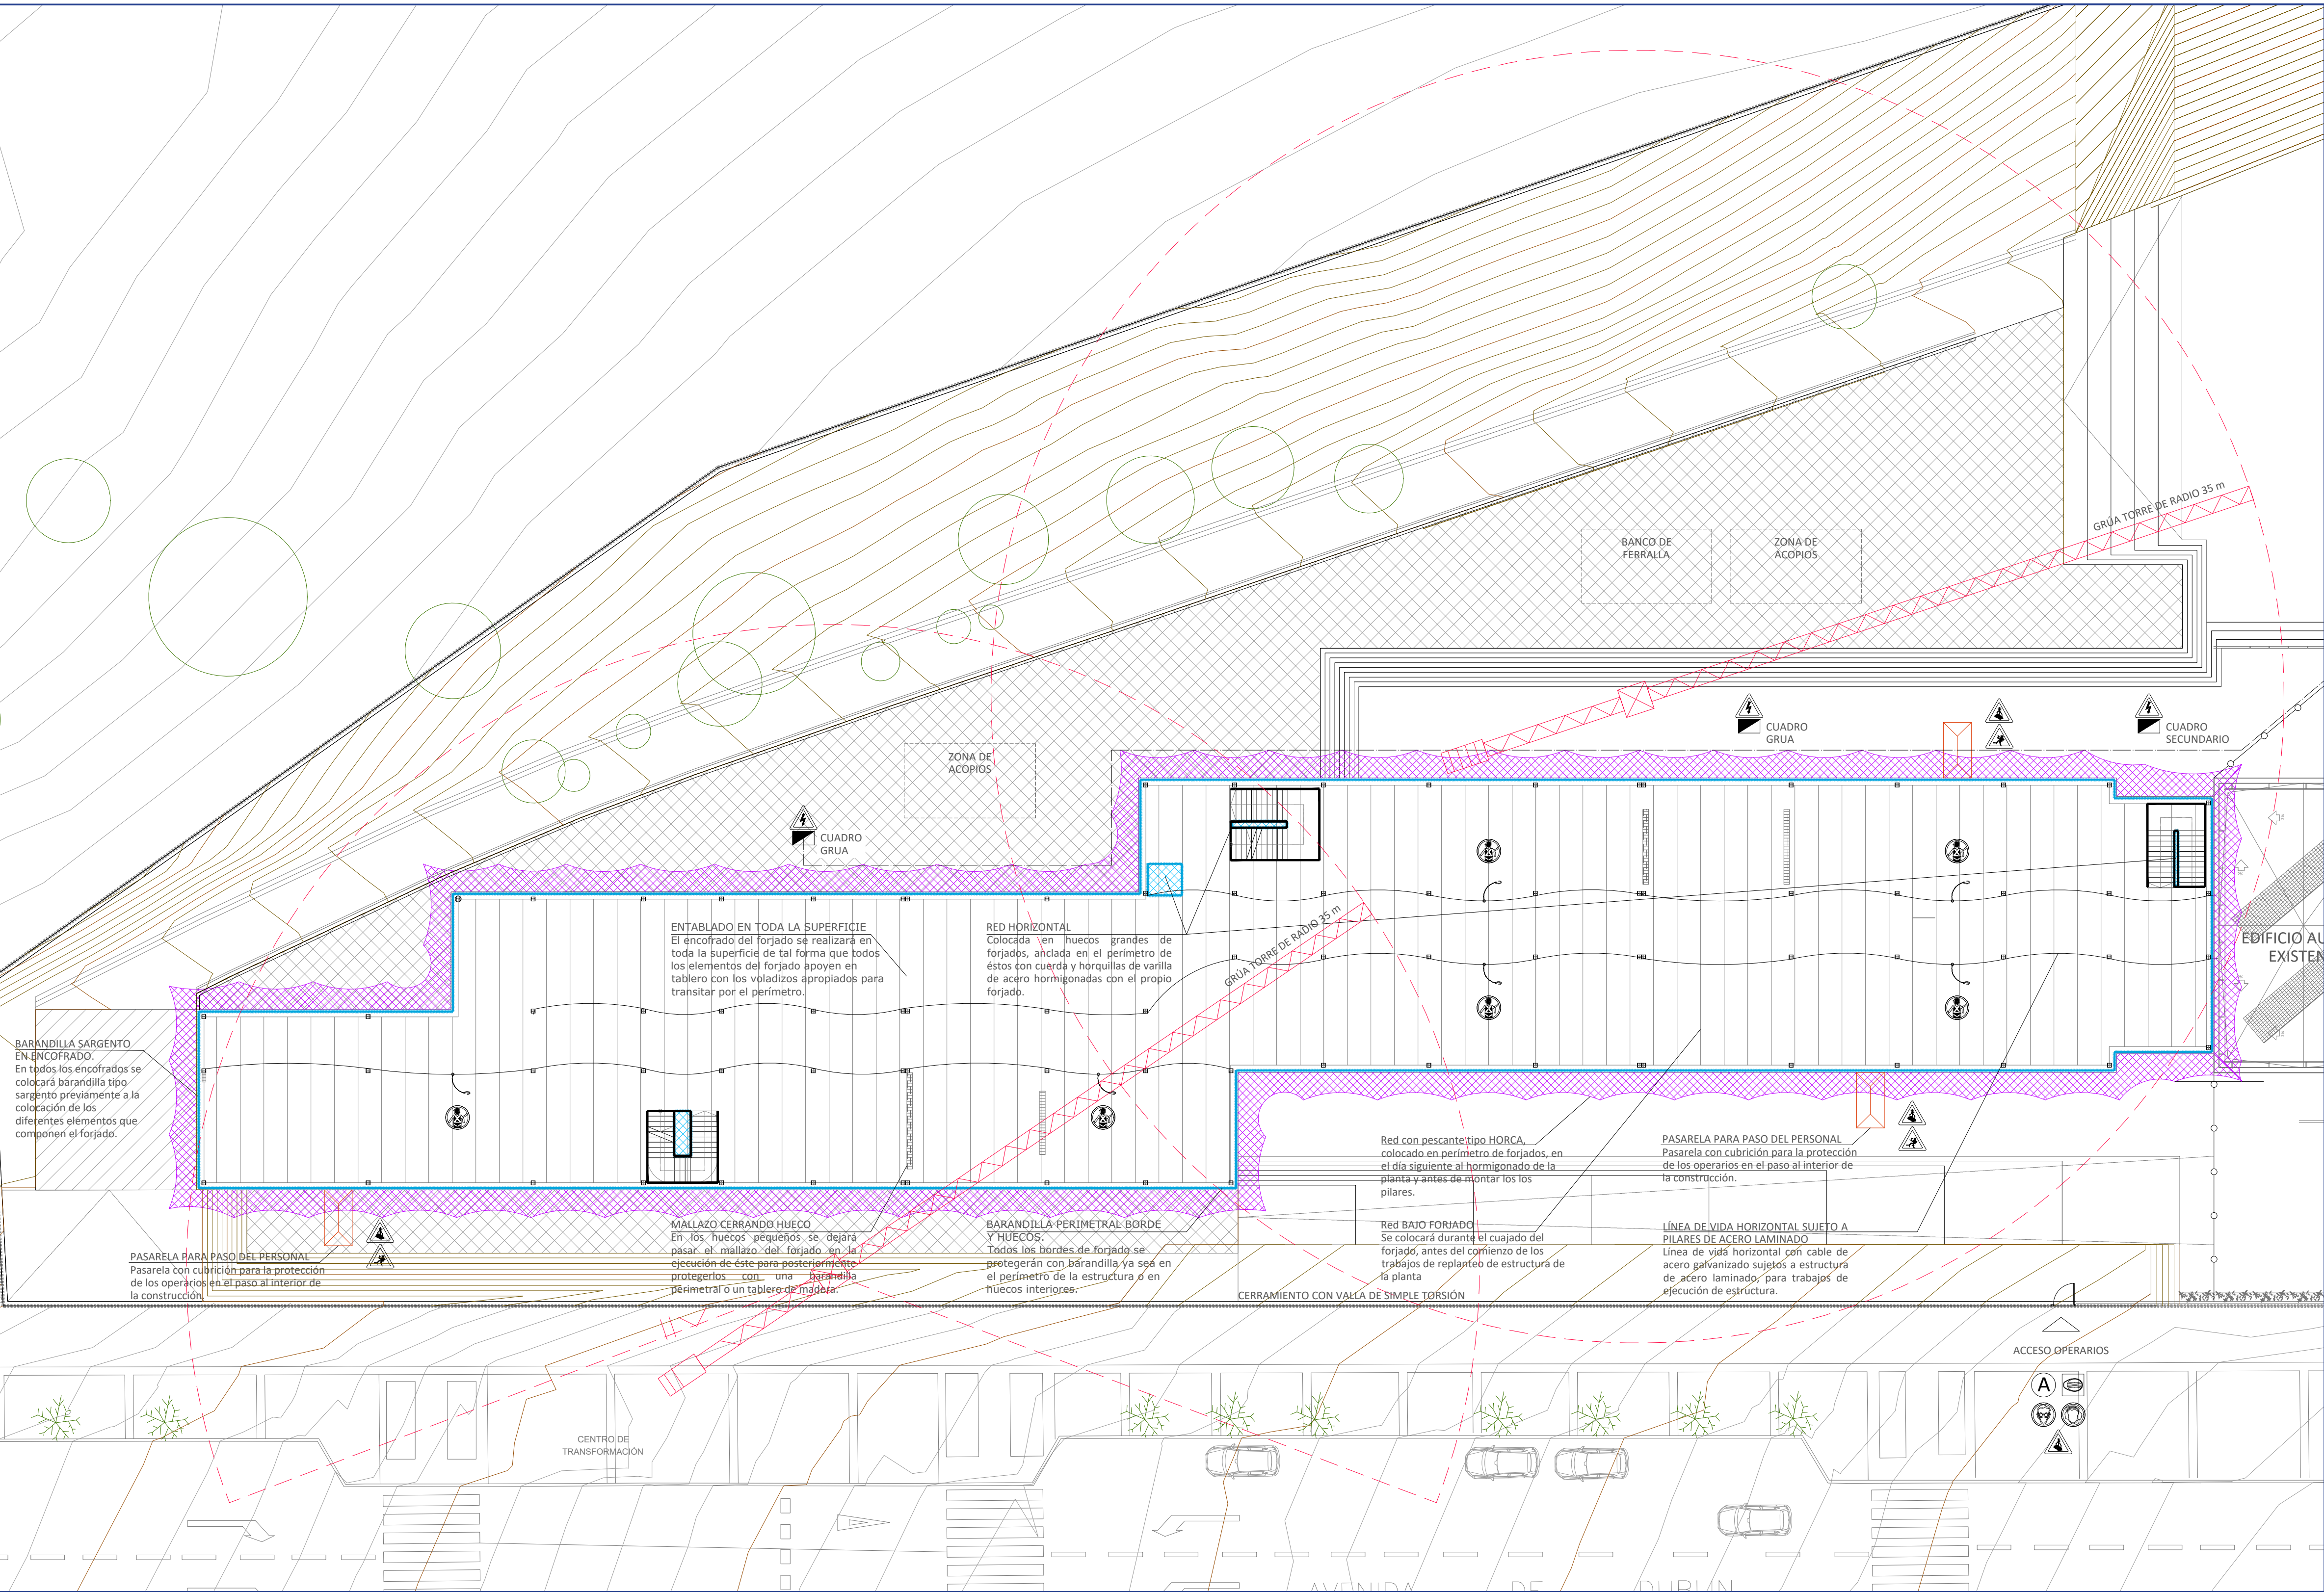 GRÚA TORRE DE RADIO 35 m
BANCO DE
FERRALLA
ZONA DE
ACOPIOS
CUADRO
GRUA
CUADRO
SECUNDARIO
ZONA DE
ACOPIOS
CUADRO
GRUA
ENTABLADO EN TODA LA SUPERFICIE
El encofrado del forjado se realizará en
toda la superficie de tal forma que todos
los elementos del forjado apoyen en
tablero con los voladizos apropiados para
transitar por el perímetro.
RED HORIZONTAL
Colocada en huecos grandes de
forjados, anclada en el perímetro de
éstos con cuerda y horquillas de varilla
de acero hormigonadas con el propio
forjado.
GRÚA TORRE DE RADIO 35 m
EDIFICIO AU
EXISTEN
BARANDILLA SARGENTO
EN ENCOFRADO.
En todos los encofrados se
colocará barandilla tipo
sargento previamente a la
colocación de los
diferentes elementos que
componen el forjado.
Red con pescante tipo HORCA,
colocado en perímetro de forjados, en
el día siguiente al hormigonado de la
planta y antes de montar los los
pilares.
PASARELA PARA PASO DEL PERSONAL
Pasarela con cubrición para la protección
de los operarios en el paso al interior de
la construcción.
PASARELA PARA PASO DEL PERSONAL
Pasarela con cubrición para la protección
de los operarios en el paso al interior de
la construcción.
MALLAZO CERRANDO HUECO
En los huecos pequeños se dejará
pasar el mallazo del forjado en la
ejecución de éste para posteriormente
protegerlos con una barandilla
perimetral o un tablero de madera.
BARANDILLA PERIMETRAL BORDE
Y HUECOS.
Todos los bordes de forjado se
protegerán con barandilla ya sea en
el perímetro de la estructura o en
huecos interiores.
Red BAJO FORJADO
Se colocará durante el cuajado del
forjado, antes del comienzo de los
trabajos de replanteo de estructura de
la planta
LÍNEA DE VIDA HORIZONTAL SUJETO A
PILARES DE ACERO LAMINADO
Línea de vida horizontal con cable de
acero galvanizado sujetos a estructura
de acero laminado, para trabajos de
ejecución de estructura.
CERRAMIENTO CON VALLA DE SIMPLE TORSIÓN
ACCESO OPERARIOS
A
CENTRO DE
TRANSFORMACIÓN
AVENIDA DE DUBLIN